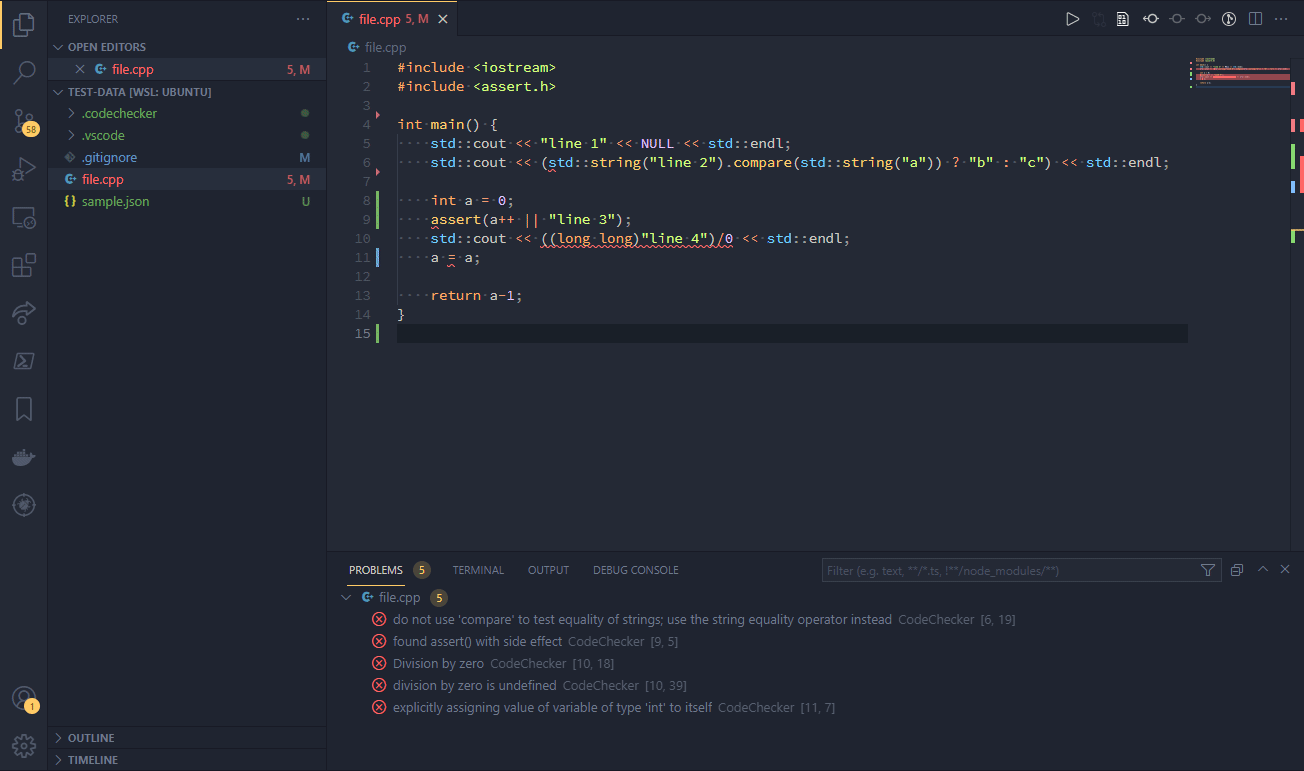 EXPLORER
OPEN EDITORS
file.cpp 5, M
TEST-DATA [WSL: UBUNTU]
.codechecker
.vscode
.gitignore M
file.cpp 5, M
sample.json U
OUTLINE
TIMELINE
58
1
file.cpp 5, M
file.cpp
1 #include <iostream>
2 #include <assert.h>
3
4 int main() {
5 ····std::cout << "line 1" << NULL << std::endl;
6 ····std::cout << (std::string("line 2").compare(std::string("a")) ? "b" : "c") << std::endl;
7
8 ····int a = 0;
9 ····assert(a++ || "line 3");
10 ····std::cout << ((long long)"line 4")/0 << std::endl;
11 ····a = a;
12
13 ····return a-1;
14 }
15
PROBLEMS 5 TERMINAL OUTPUT DEBUG CONSOLE Filter (e.g. text, **/*.ts, !**/node_modules/**)
file.cpp 5
do not use 'compare' to test equality of strings; use the string equality operator instead CodeChecker [6, 19]
found assert() with side effect CodeChecker [9, 5]
Division by zero CodeChecker [10, 18]
division by zero is undefined CodeChecker [10, 39]
explicitly assigning value of variable of type 'int' to itself CodeChecker [11, 7]